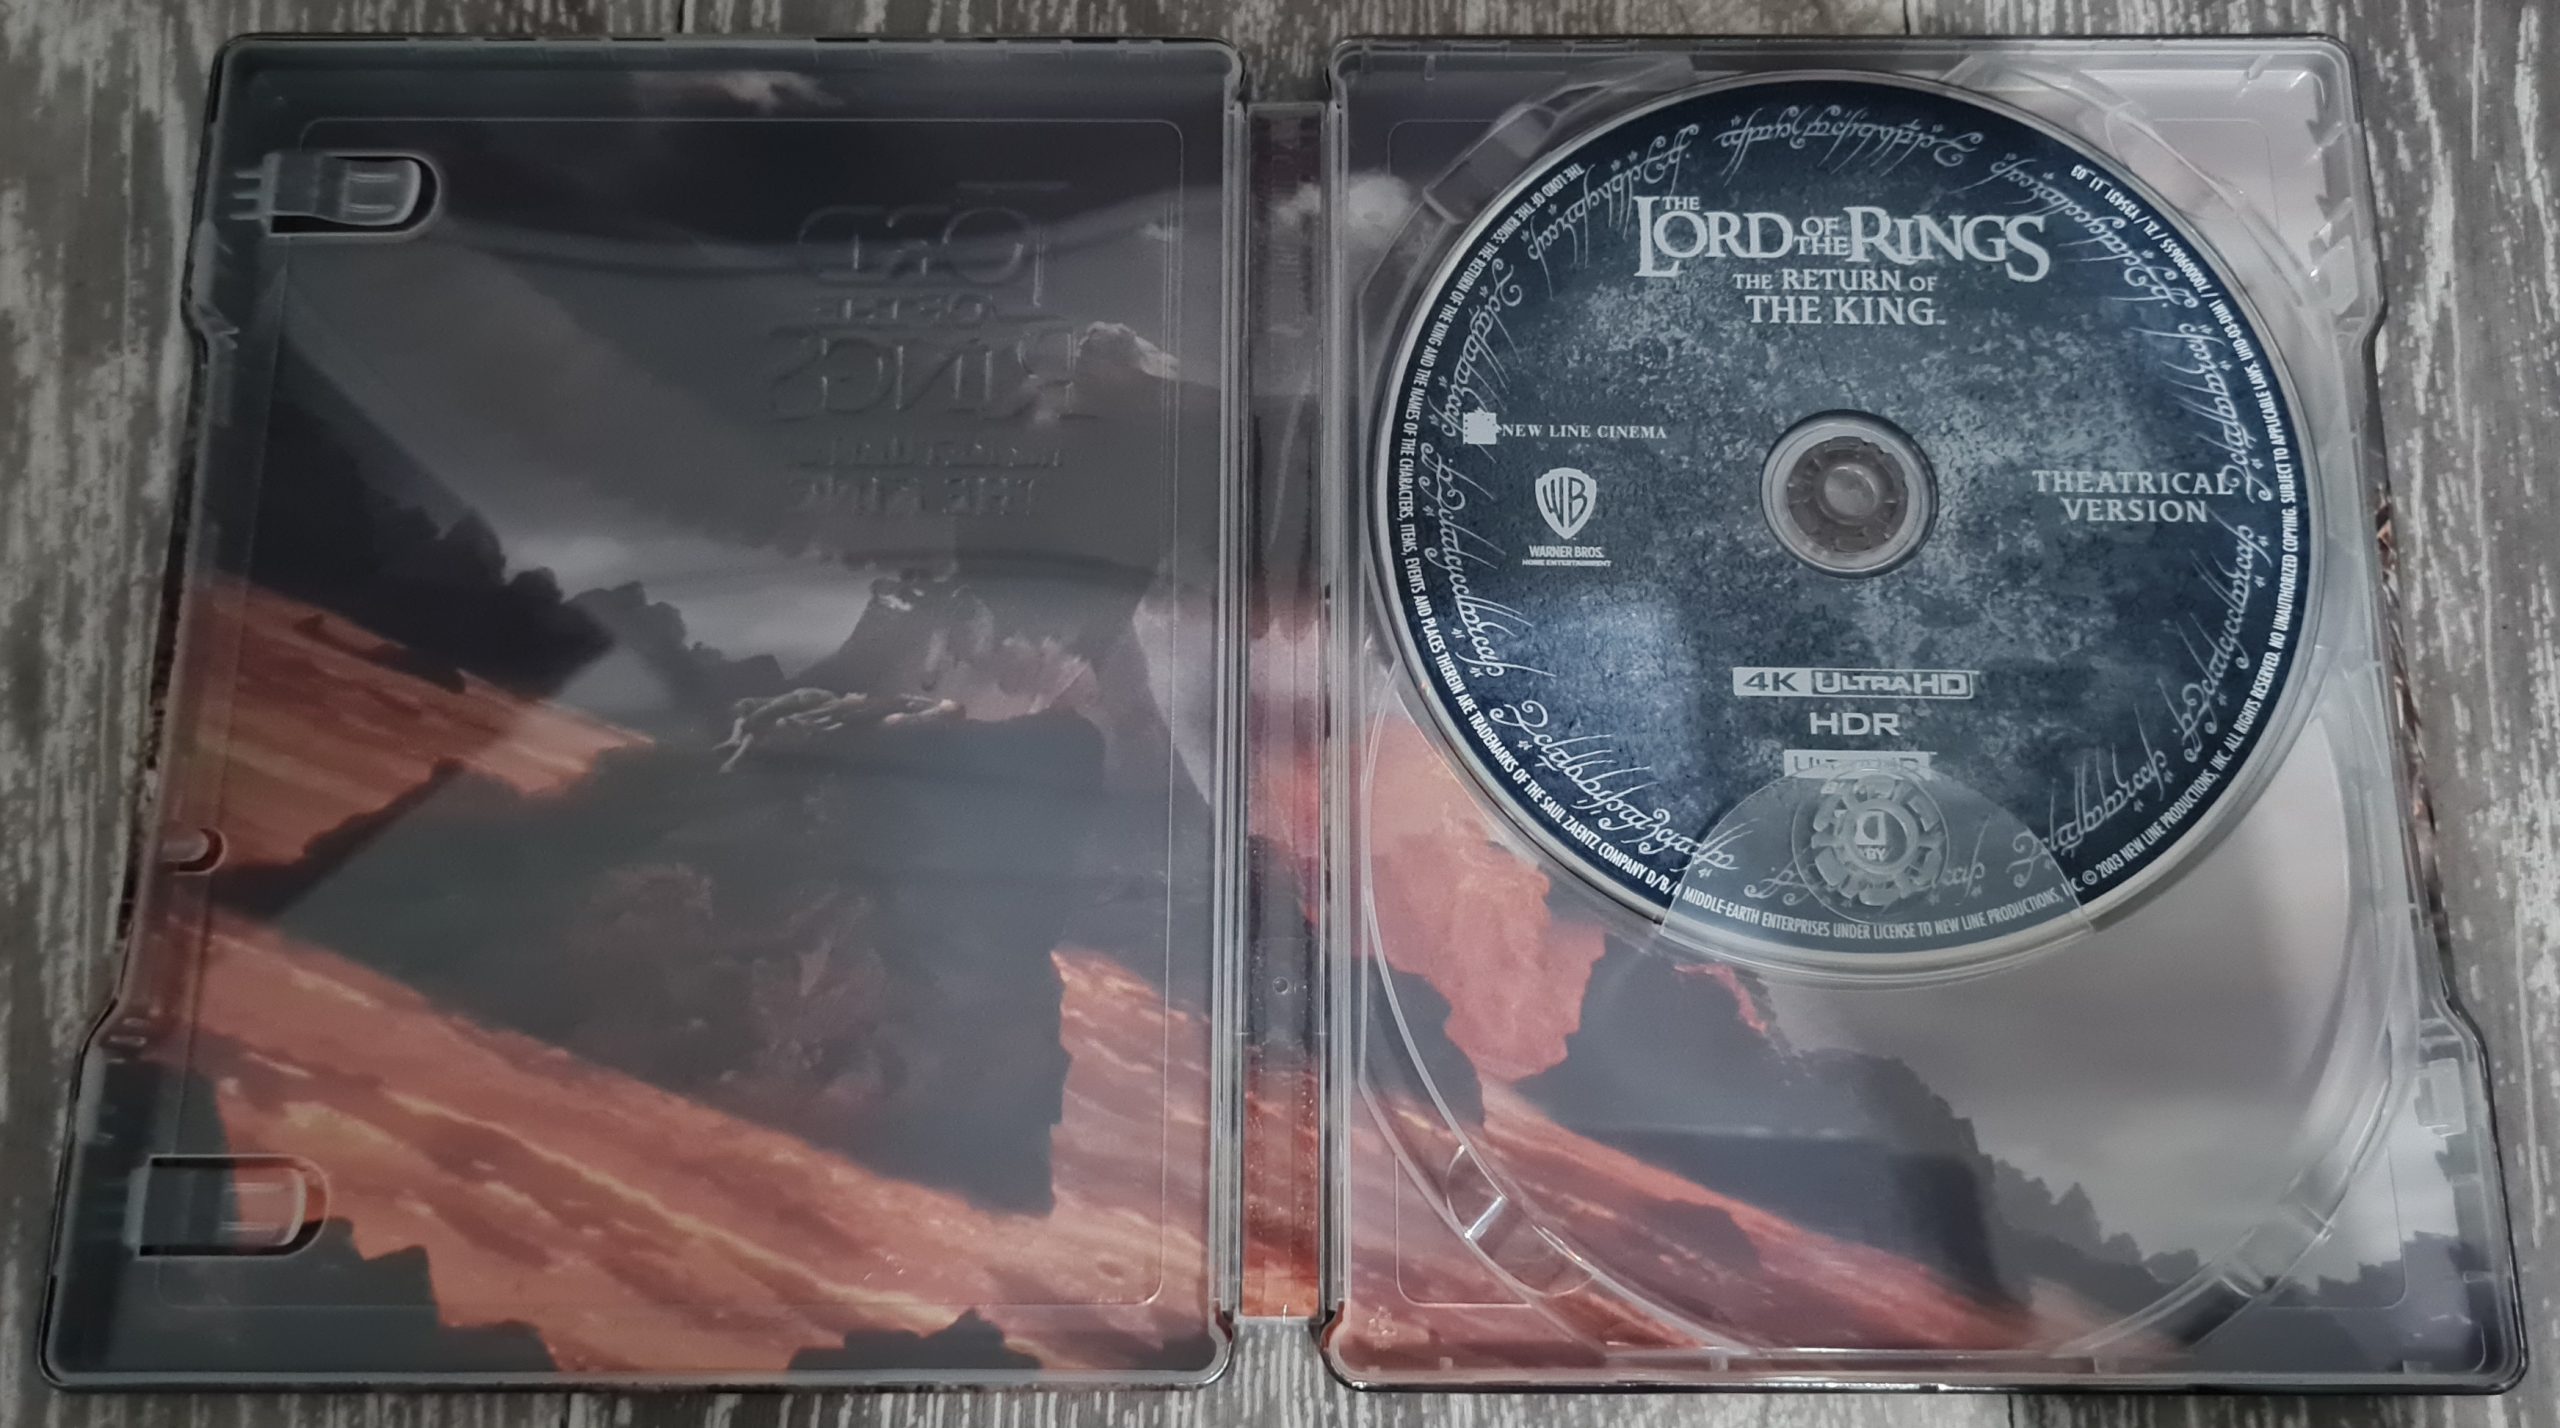 THE
LORD OF THE RINGS
THE RETURN OF
THE KING™
NEW LINE CINEMA
WB
WARNER BROS.
HOME ENTERTAINMENT
THEATRICAL
VERSION
4K ULTRA HD
HDR
ULTRA HD
THE LORD OF THE RINGS: THE RETURN OF THE KING AND THE NAMES OF THE CHARACTERS, ITEMS, EVENTS AND PLACES THEREIN ARE TRADEMARKS OF THE SAUL ZAENTZ COMPANY D/B/A MIDDLE-EARTH ENTERPRISES UNDER LICENSE TO NEW LINE PRODUCTIONS, INC © 2003 NEW LINE PRODUCTIONS, INC ALL RIGHTS RESERVED. NO UNAUTHORIZED COPYING. SUBJECT TO APPLICABLE LAWS.